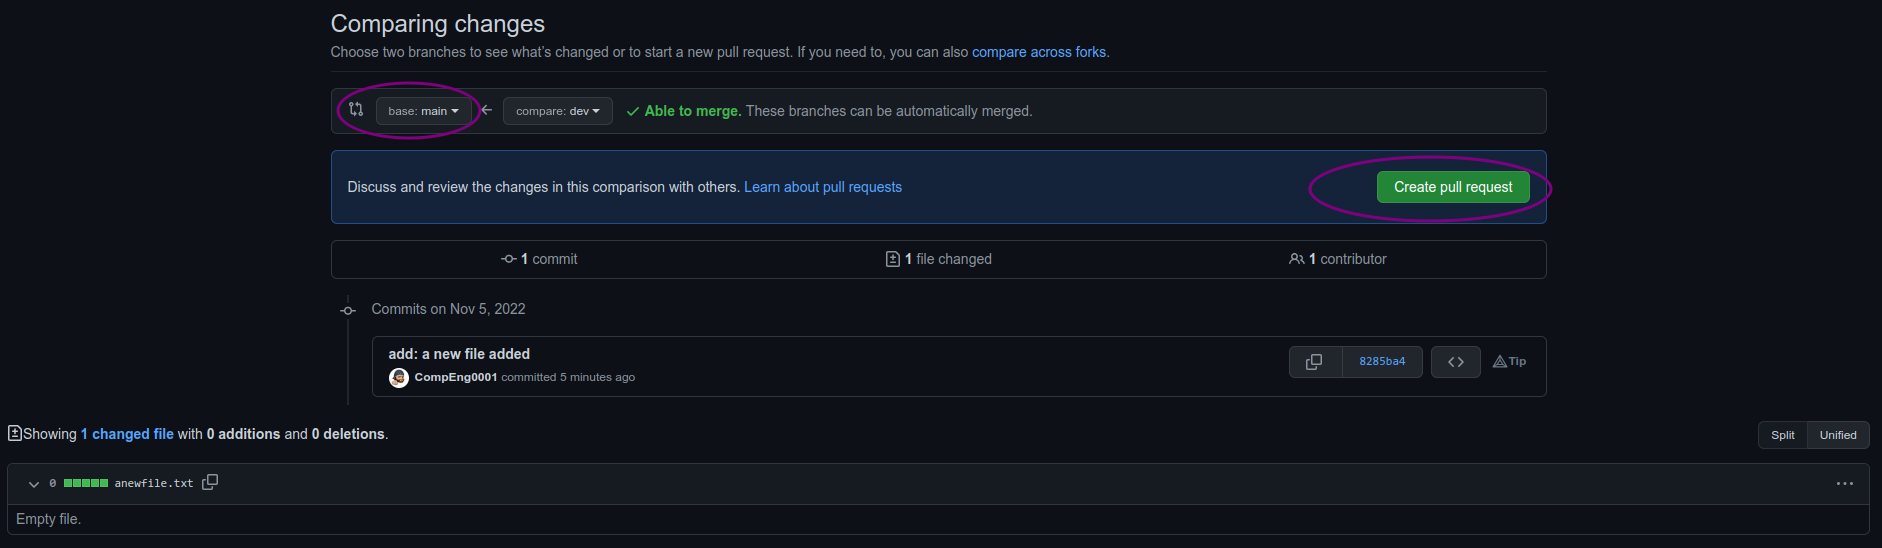 Comparing changes
Choose two branches to see what's changed or to start a new pull request. If you need to, you can also compare across forks.
base: main compare: dev Able to merge. These branches can be automatically merged.
Discuss and review the changes in this comparison with others. Learn about pull requests Create pull request
1 commit 1 file changed 1 contributor
Commits on Nov 5, 2022
add: a new file added
8285ba4 Tip
CompEng0001 committed 5 minutes ago
Showing 1 changed file with 0 additions and 0 deletions. Split Unified
0 anewfile.txt
Empty file.